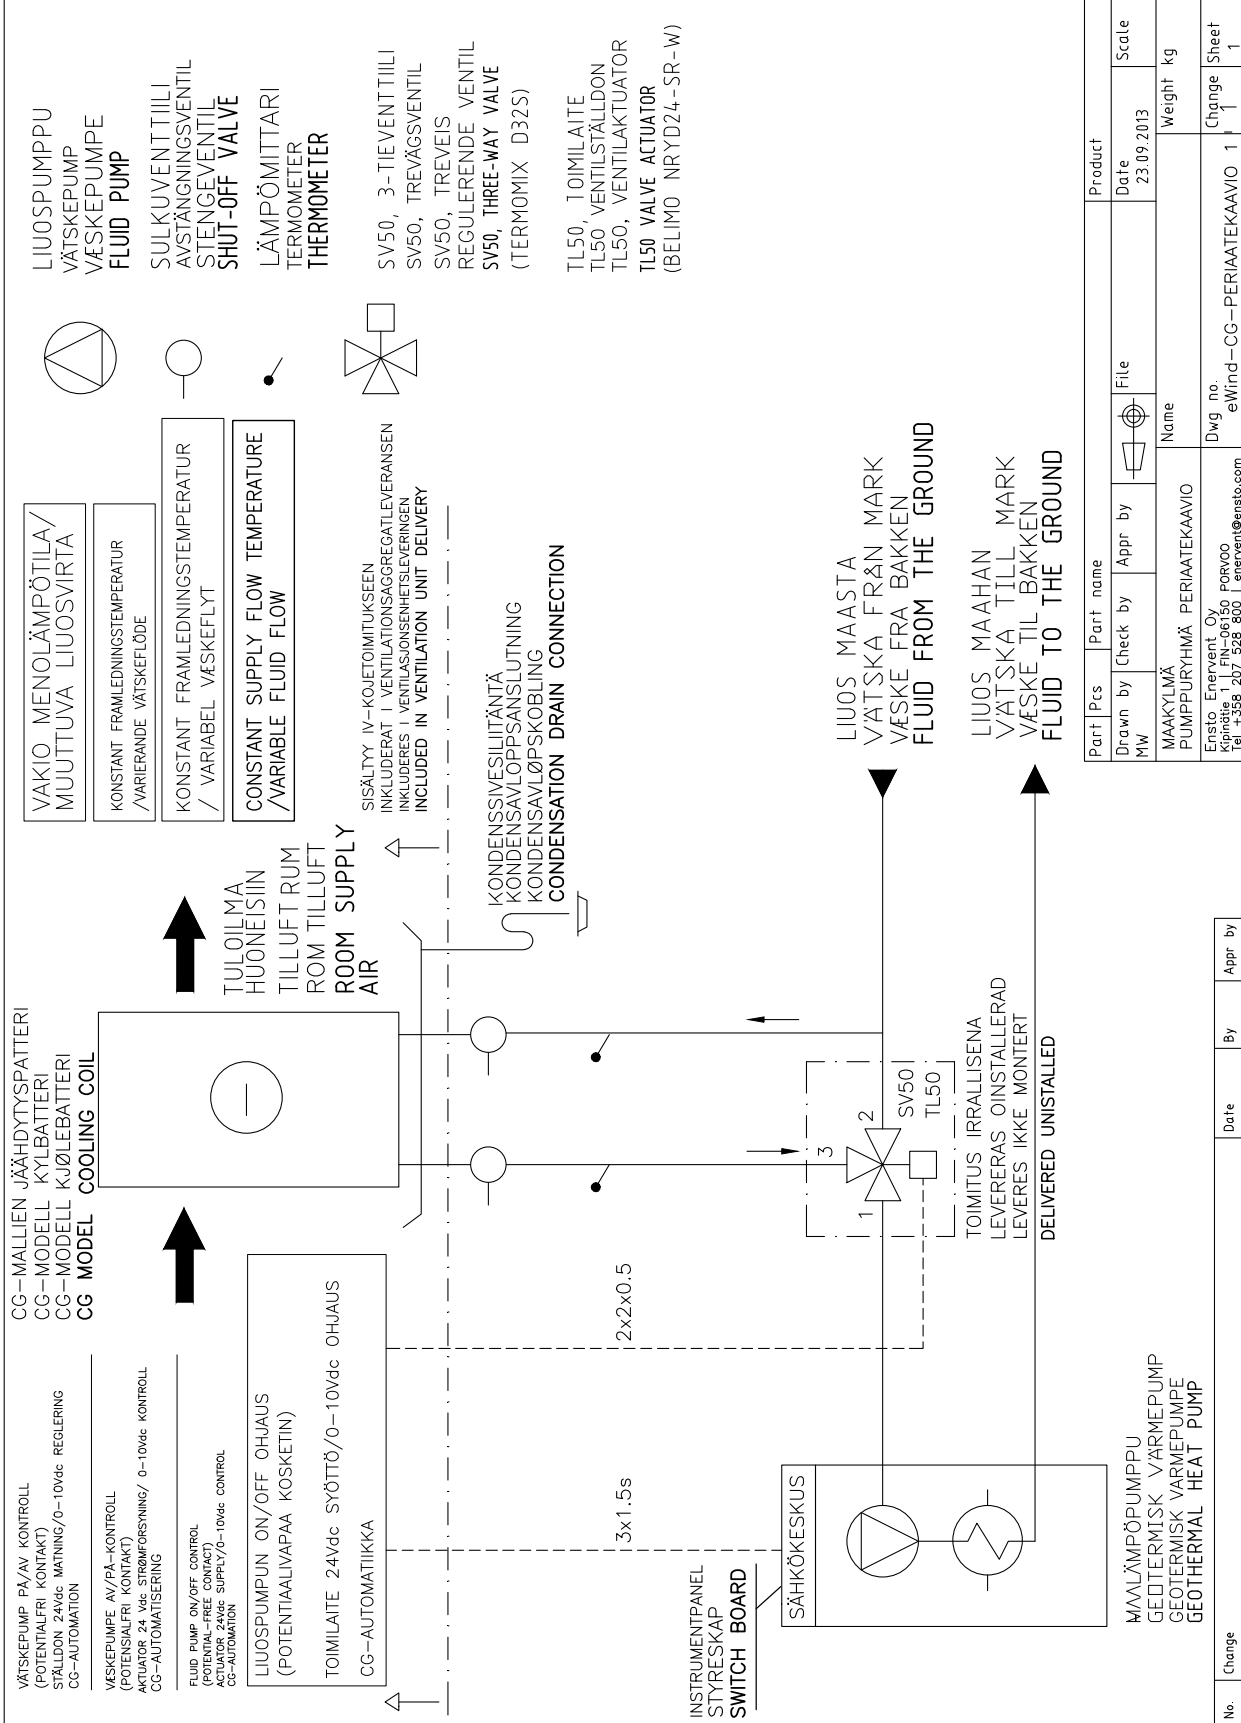 VÄTSKEPUMP PÅ/AV KONTROLL
(POTENTIALFRI KONTAKT)
STÄLLDON 24Vdc MATNING/0-10Vdc REGLERING
CG-AUTOMATION
VÆSKEPUMPE AV/PÅ-KONTROLL
(POTENSIALFRI KONTAKT)
AKTUATOR 24 Vdc STRØMFORSYNING/ 0-10Vdc KONTROLL
CG-AUTOMATISERING
FLUID PUMP ON/OFF CONTROL
(POTENTIAL-FREE CONTACT)
ACTUATOR 24Vdc SUPPLY/0-10Vdc CONTROL
CG-AUTOMATION
LIUOSPUMPUN ON/OFF OHJAUS
(POTENTIAALIVAPAA KOSKETIN)
TOIMILAITE 24Vdc SYÖTTÖ/0-10Vdc OHJAUS
CG-AUTOMATIIKKA
CG-MALLIEN JÄÄHDYTYSPATTERI
CG-MODELL KYLBATTERI
CG-MODELL KJØLEBATTERI
CG MODEL COOLING COIL
TULOILMA
HUONEISIIN
TILLUFT RUM
ROM TILLUFT
ROOM SUPPLY
AIR
VAKIO MENOLÄMPÖTILA/
MUUTTUVA LIUOSVIRTA
KONSTANT FRAMLEDNINGSTEMPERATUR
/VARIERANDE VÄTSKEFLÖDE
KONSTANT FRAMLEDNINGSTEMPERATUR
/ VARIABEL VÆSKEFLYT
CONSTANT SUPPLY FLOW TEMPERATURE
/VARIABLE FLUID FLOW
SISÄLTYY IV-KOJETOIMITUKSEEN
INKLUDERAT I VENTILATIONSAGGREGATLEVERANSEN
INKLUDERES I VENTILASJONSENHETSLEVERINGEN
INCLUDED IN VENTILATION UNIT DELIVERY
LIUOSPUMPPU
VÄTSKEPUMP
VÆSKEPUMPE
FLUID PUMP
SULKUVENTTIILI
AVSTÄNGNINGSVENTIL
STENGEVENTIL
SHUT-OFF VALVE
LÄMPÖMITTARI
TERMOMETER
THERMOMETER
SV50, 3-TIEVENTTIILI
SV50, TREVÄGSVENTIL
SV50, TREVEIS
REGULERENDE VENTIL
SV50, THREE-WAY VALVE
(TERMOMIX D32S)
TL50, TOIMILAITE
TL50 VENTILSTÄLLDON
TL50, VENTILAKTUATOR
TL50 VALVE ACTUATOR
(BELIMO NRYD24-SR-W)
KONDENSSIVESILIITÄNTÄ
KONDENSAVLOPPSANSLUTNING
KONDENSAVLØPSKOBLING
CONDENSATION DRAIN CONNECTION
3x1.5s
2x2x0.5
1
3
2
SV50
TL50
TOIMITUS IRRALLISENA
LEVERERAS OINSTALLERAD
LEVERES IKKE MONTERT
DELIVERED UNISTALLED
LIUOS MAASTA
VÄTSKA FRÅN MARK
VÆSKE FRA BAKKEN
FLUID FROM THE GROUND
LIUOS MAAHAN
VÄTSKA TILL MARK
VÆSKE TIL BAKKEN
FLUID TO THE GROUND
INSTRUMENTPANEL
STYRESKAP
SWITCH BOARD
SÄHKÖKESKUS
MAALÄMPÖPUMPPU
GEOTERMISK VÄRMEPUMP
GEOTERMISK VARMEPUMPE
GEOTHERMAL HEAT PUMP
No. Change Date By Appr by
Part Pcs Part name Product
Drawn by Check by Appr by File Date Scale
MW 23.09.2013
MAAKYLMÄ
PUMPPURYHMÄ PERIAATEKAAVIO
Name Weight kg
Ensto Enervent Oy
Kipinätie 1 | FIN-06150 PORVOO
Tel +358 207 528 800 | enervent@ensto.com
Dwg no. Change Sheet
eWind-CG-PERIAATEKAAVIO 1 1 1